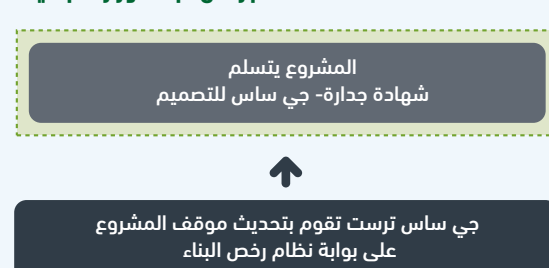 المشروع يتسلم
شهادة جدارة- جي ساس للتصميم
جي ساس ترست تقوم بتحديث موقف المشروع
على بوابة نظام رخص البناء